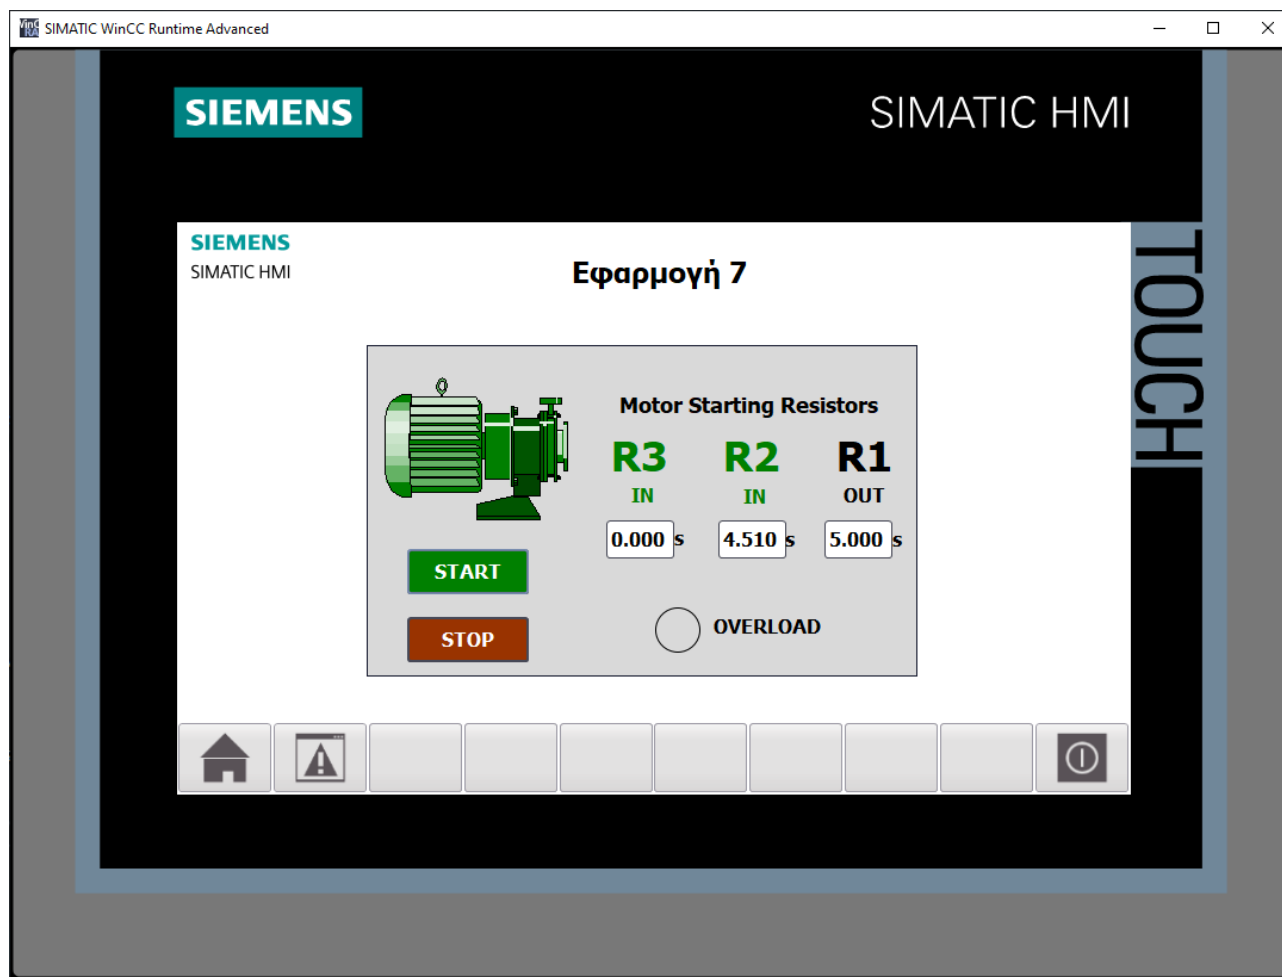 SIMATIC WinCC Runtime Advanced
SIEMENS
SIMATIC HMI
TOUCH
SIEMENS
SIMATIC HMI
Εφαρμογή 7
Motor Starting Resistors
R3 R2 R1
IN IN OUT
0.000 s 4.510 s 5.000 s
START
STOP
OVERLOAD